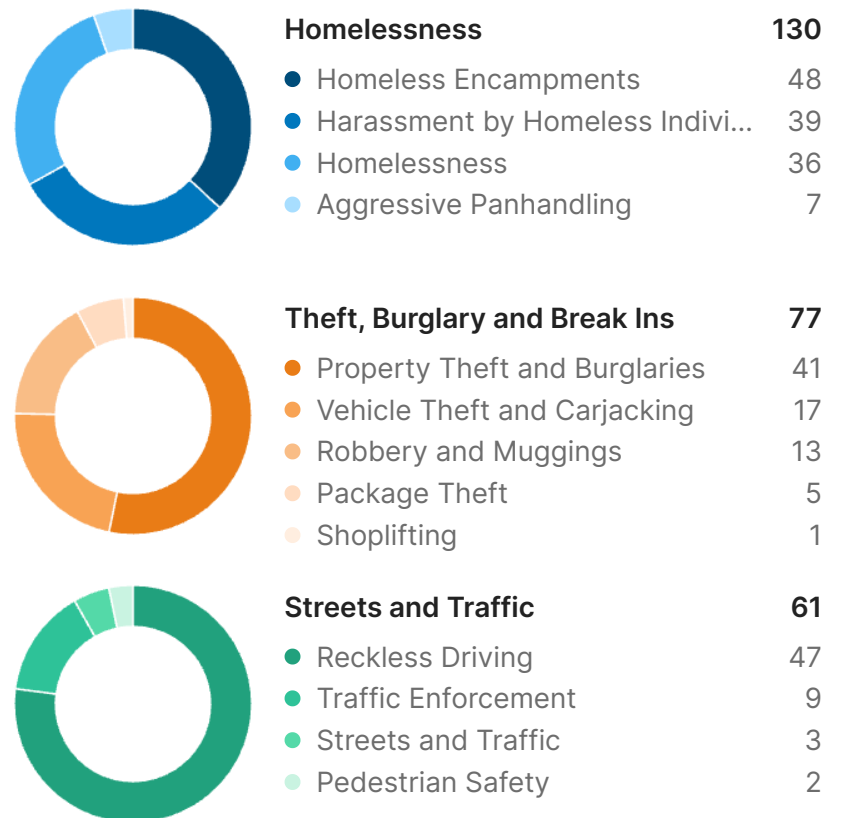 Homelessness 130
Homeless Encampments 48
Harassment by Homeless Indivi... 39
Homelessness 36
Aggressive Panhandling 7
Theft, Burglary and Break Ins 77
Property Theft and Burglaries 41
Vehicle Theft and Carjacking 17
Robbery and Muggings 13
Package Theft 5
Shoplifting 1
Streets and Traffic 61
Reckless Driving 47
Traffic Enforcement 9
Streets and Traffic 3
Pedestrian Safety 2